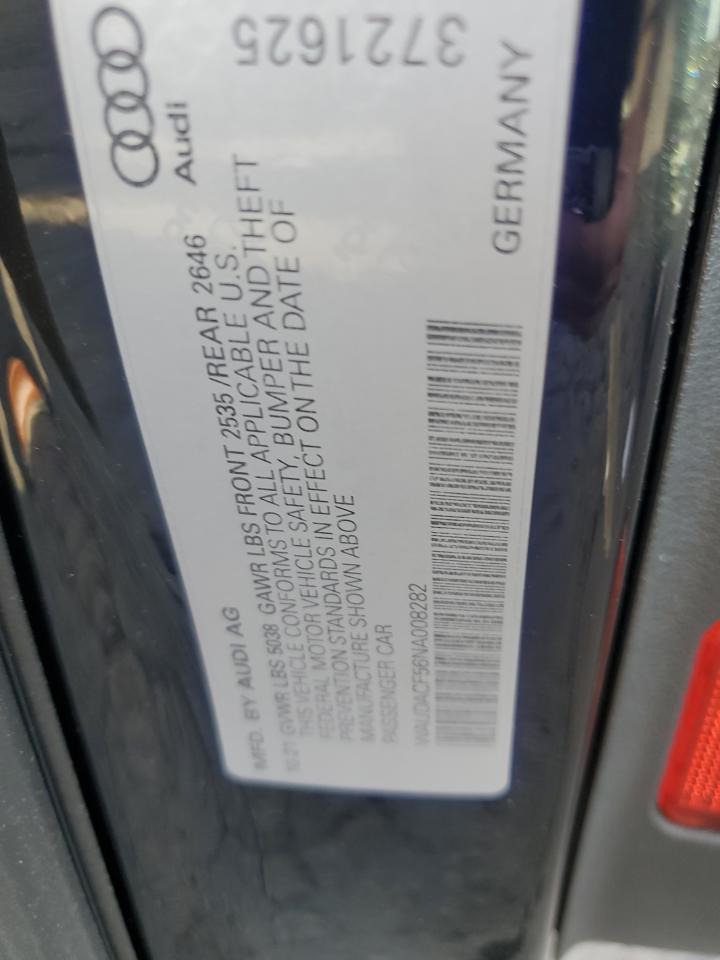 Audi
3721625
MFD. BY AUDI AG
10/21 GVWR LBS 5038 GAWR LBS FRONT 2535 /REAR 2646
THIS VEHICLE CONFORMS TO ALL APPLICABLE U.S.
FEDERAL MOTOR VEHICLE SAFETY, BUMPER AND THEFT
PREVENTION STANDARDS IN EFFECT ON THE DATE OF
MANUFACTURE SHOWN ABOVE
PASSENGER CAR
GERMANY
WAUDACF56NA008282